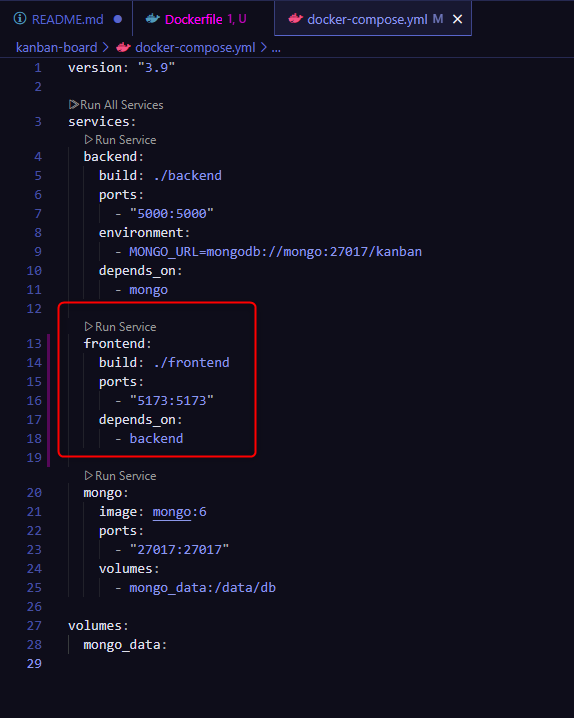 README.md
Dockerfile 1, U
docker-compose.yml M
kanban-board > docker-compose.yml > ...
1 version: "3.9"
2
Run All Services
3 services:
Run Service
4 backend:
5 build: ./backend
6 ports:
7 - "5000:5000"
8 environment:
9 - MONGO_URL=mongodb://mongo:27017/kanban
10 depends_on:
11 - mongo
12
Run Service
13 frontend:
14 build: ./frontend
15 ports:
16 - "5173:5173"
17 depends_on:
18 - backend
19
Run Service
20 mongo:
21 image: mongo:6
22 ports:
23 - "27017:27017"
24 volumes:
25 - mongo_data:/data/db
26
27 volumes:
28 mongo_data:
29